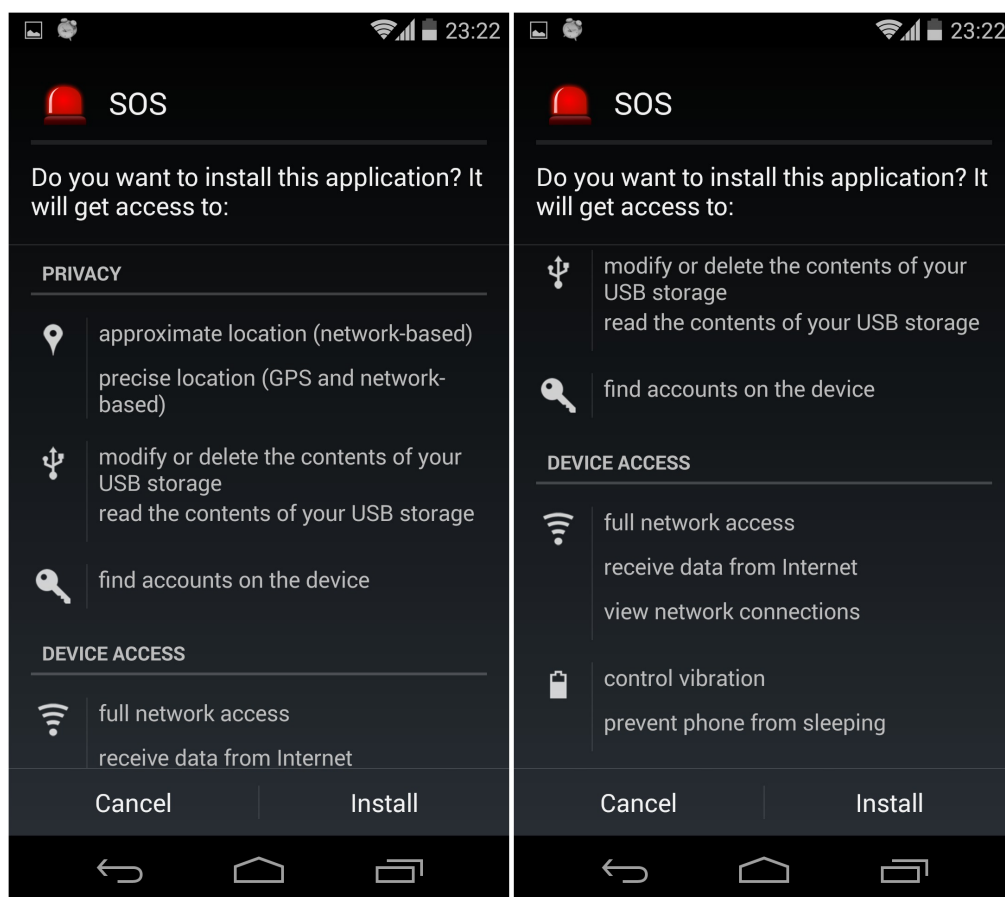 23:22
SOS
Do you want to install this application? It
will get access to:
PRIVACY
approximate location (network-based)
precise location (GPS and network-
based)
modify or delete the contents of your
USB storage
read the contents of your USB storage
find accounts on the device
DEVICE ACCESS
full network access
receive data from Internet
Cancel Install
23:22
SOS
Do you want to install this application? It
will get access to:
modify or delete the contents of your
USB storage
read the contents of your USB storage
find accounts on the device
DEVICE ACCESS
full network access
receive data from Internet
view network connections
control vibration
prevent phone from sleeping
Cancel Install